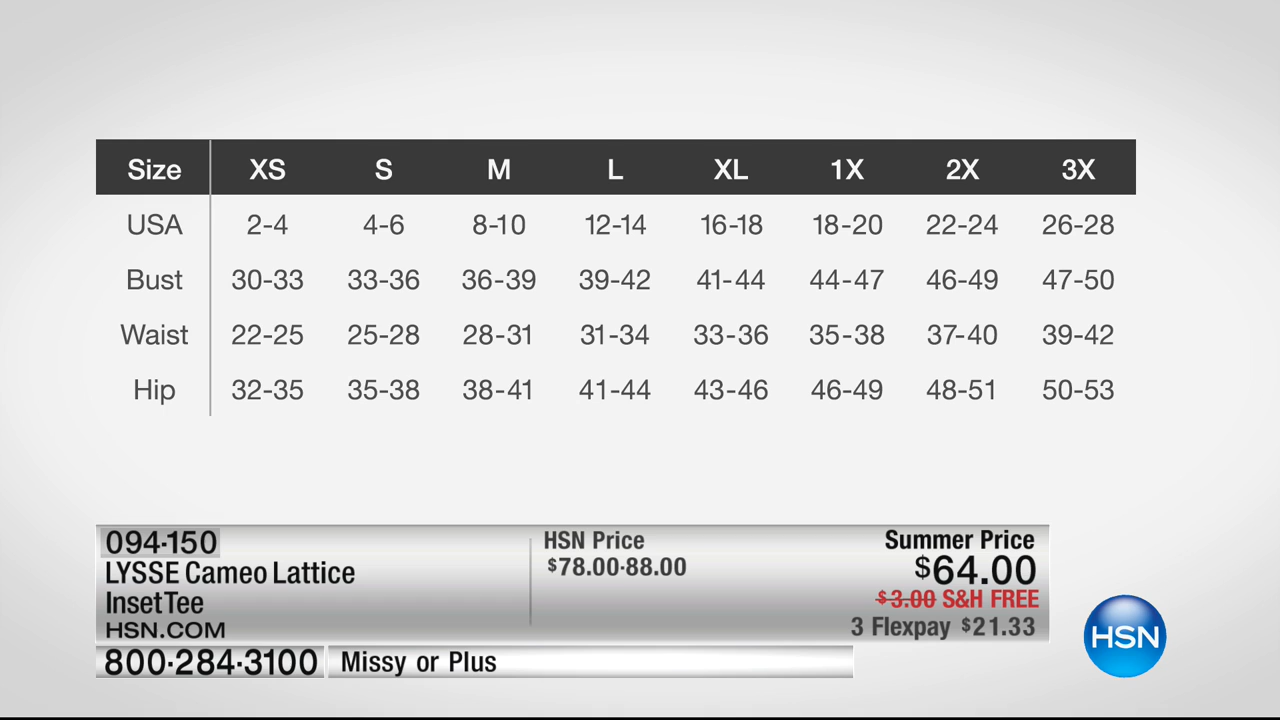 Size XS S M L XL 1X 2X 3X
USA 2-4 4-6 8-10 12-14 16-18 18-20 22-24 26-28
Bust 30-33 33-36 36-39 39-42 41-44 44-47 46-49 47-50
Waist 22-25 25-28 28-31 31-34 33-36 35-38 37-40 39-42
Hip 32-35 35-38 38-41 41-44 43-46 46-49 48-51 50-53
094·150
LYSSE Cameo Lattice
Inset Tee
HSN.COM
HSN Price
$78.00·88.00
Summer Price
$64.00
$3.00 S&H FREE
3 Flexpay $21.33
800·284·3100
Missy or Plus
HSN